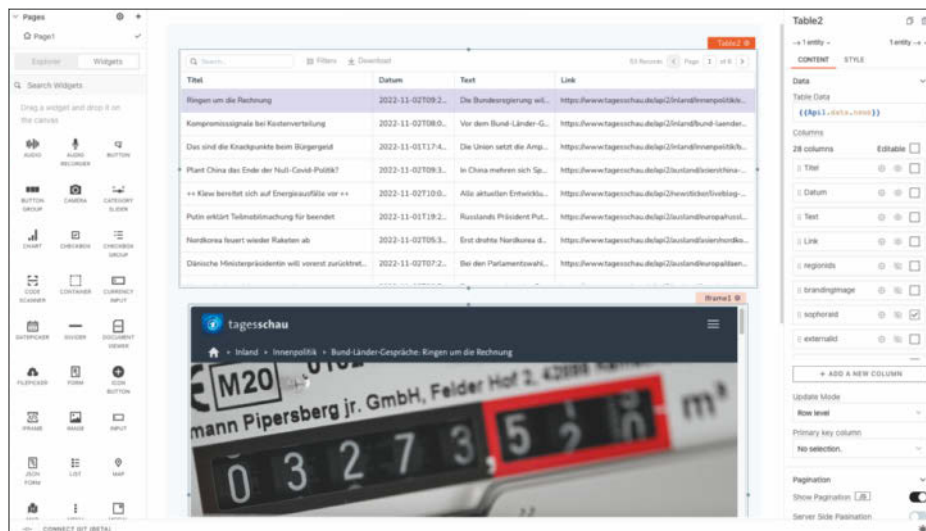 Pages
Page1
Explorer Widgets
Search Widgets
Drag a widget and drop it on
the canvas
AUDIO AUDIO RECORDER BUTTON
BUTTON GROUP CAMERA CATEGORY SLIDER
CHART CHECKBOX CHECKBOX GROUP
CODE SCANNER CONTAINER CURRENCY INPUT
DATEPICKER DIVIDER DOCUMENT VIEWER
FILEPICKER FORM ICON BUTTON
IFRAME IMAGE INPUT
JSON FORM LIST MAP
CONNECT GIT (BETA)
Table2
Search... Filters Download 53 Records Page 1 of 6
Titel Datum Text Link
Ringen um die Rechnung 2022-11-02T09:2... Die Bundesregierung wil... https://www.tagesschau.de/api2/inland/innenpolitik/e...
Kompromisssignale bei Kostenverteilung 2022-11-02T08:0... Vor dem Bund-Länder-G... https://www.tagesschau.de/api2/inland/bund-laender...
Das sind die Knackpunkte beim Bürgergeld 2022-11-01T17:4... Die Union setzt die Amp... https://www.tagesschau.de/api2/inland/innenpolitik/b...
Plant China das Ende der Null-Covid-Politik? 2022-11-02T09:3... In China mehren sich Sp... https://www.tagesschau.de/api2/ausland/asien/china-...
++ Kiew bereitet sich auf Energieausfälle vor ++ 2022-11-02T10:0... Alle aktuellen Entwicklu... https://www.tagesschau.de/api2/newsticker/liveblog-...
Putin erklärt Teilmobilmachung für beendet 2022-11-01T19:2... Russlands Präsident Put... https://www.tagesschau.de/api2/ausland/europa/russl...
Nordkorea feuert wieder Raketen ab 2022-11-02T05:3... Erst drohte Nordkorea d... https://www.tagesschau.de/api2/ausland/asien/nordko...
Dänische Ministerpräsidentin will vorerst zurücktret... 2022-11-02T07:2... Bei den Parlamentswahl... https://www.tagesschau.de/api2/ausland/europa/daen...
Iframe1
tagesschau
Inland • Innenpolitik • Bund-Länder-Gespräche: Ringen um die Rechnung
M20
mann Pipersberg jr. GmbH, Felder Hof 2,
03273,520 m³
Table2
1 entity 1 entity
CONTENT STYLE
Data
Table Data
{{Api1.data.news}}
Columns
28 columns Editable
Titel
Datum
Text
Link
regionIds
brandingImage
sophoraId
externalId
+ ADD A NEW COLUMN
Update Mode
Row level
Primary key column
No selection.
Pagination
Show Pagination JS
Server Side Pagination